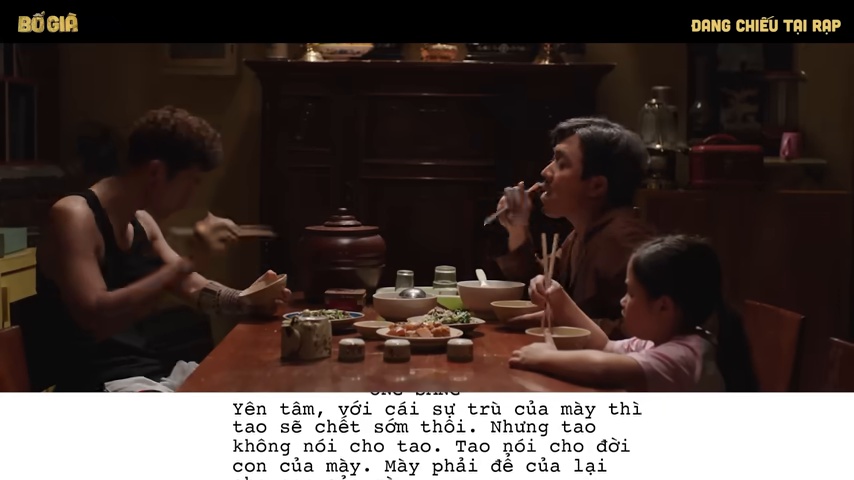 BỐ GIÀ
ĐANG CHIẾU TẠI RẠP
ÔNG SANG
Yên tâm, với cái sự trù của mày thì
tao sẽ chết sớm thôi. Nhưng tao
không nói cho tao. Tao nói cho đời
con của mày. Mày phải để của lại